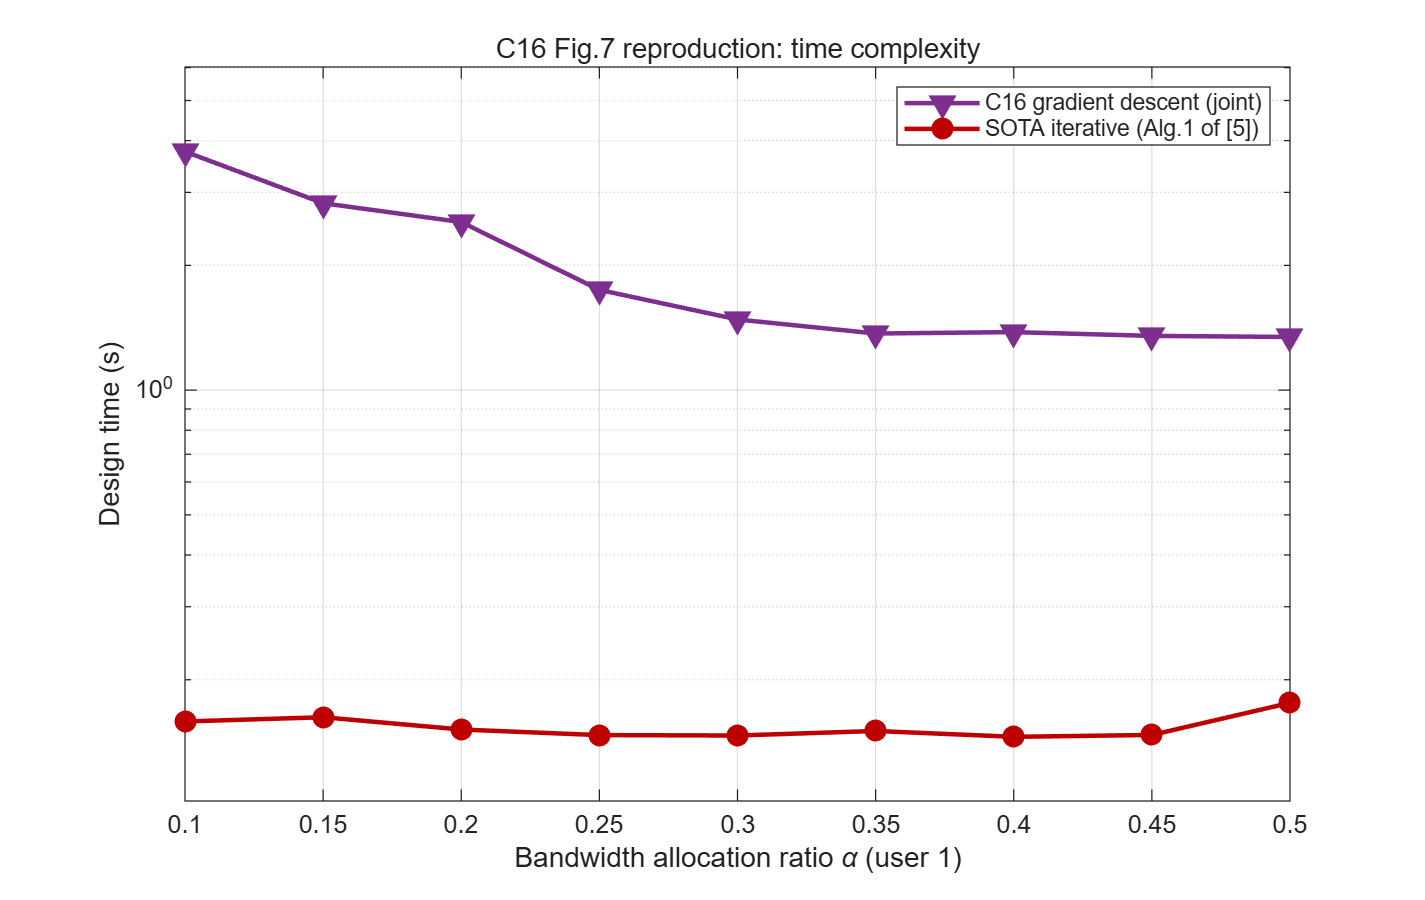 C16 Fig.7 reproduction: time complexity
C16 gradient descent (joint)
SOTA iterative (Alg.1 of [5])
Design time (s)
10⁰
0.1 0.15 0.2 0.25 0.3 0.35 0.4 0.45 0.5
Bandwidth allocation ratio α (user 1)